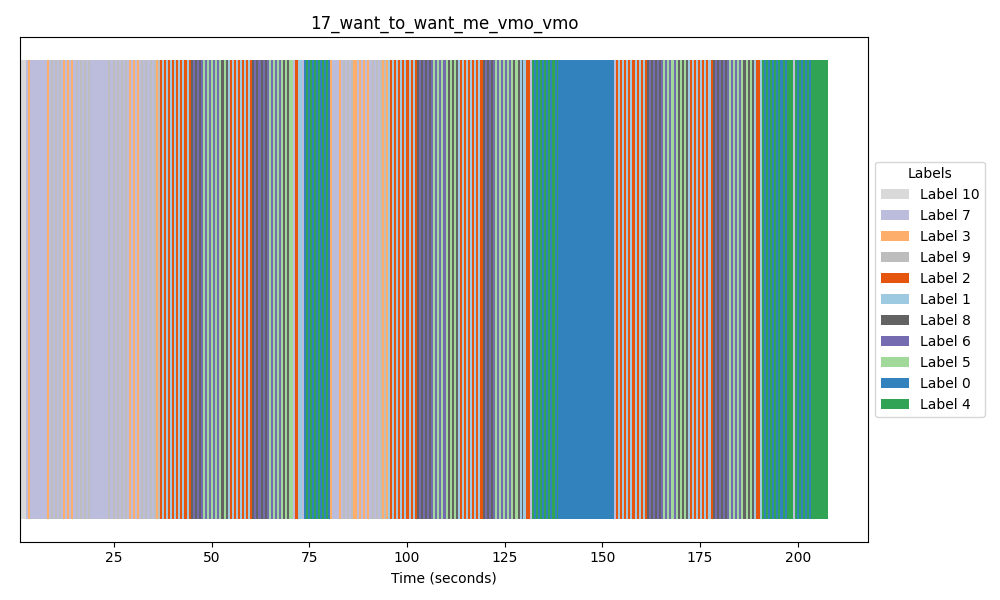 17_want_to_want_me_vmo_vmo
Labels
Label 10
Label 7
Label 3
Label 9
Label 2
Label 1
Label 8
Label 6
Label 5
Label 0
Label 4
25 50 75 100 125 150 175 200
Time (seconds)